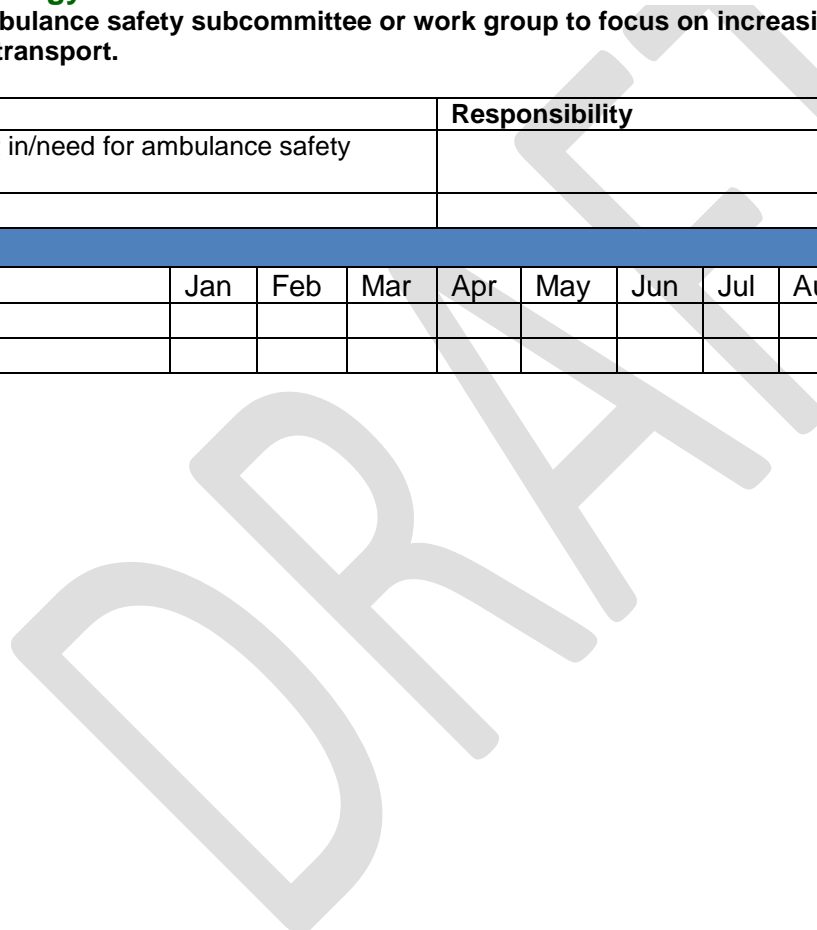 bulance safety subcommittee or work group to focus on increasi
transport.
Responsibility
in/need for ambulance safety
Jan Feb Mar Apr May Jun Jul Au
DRAFT